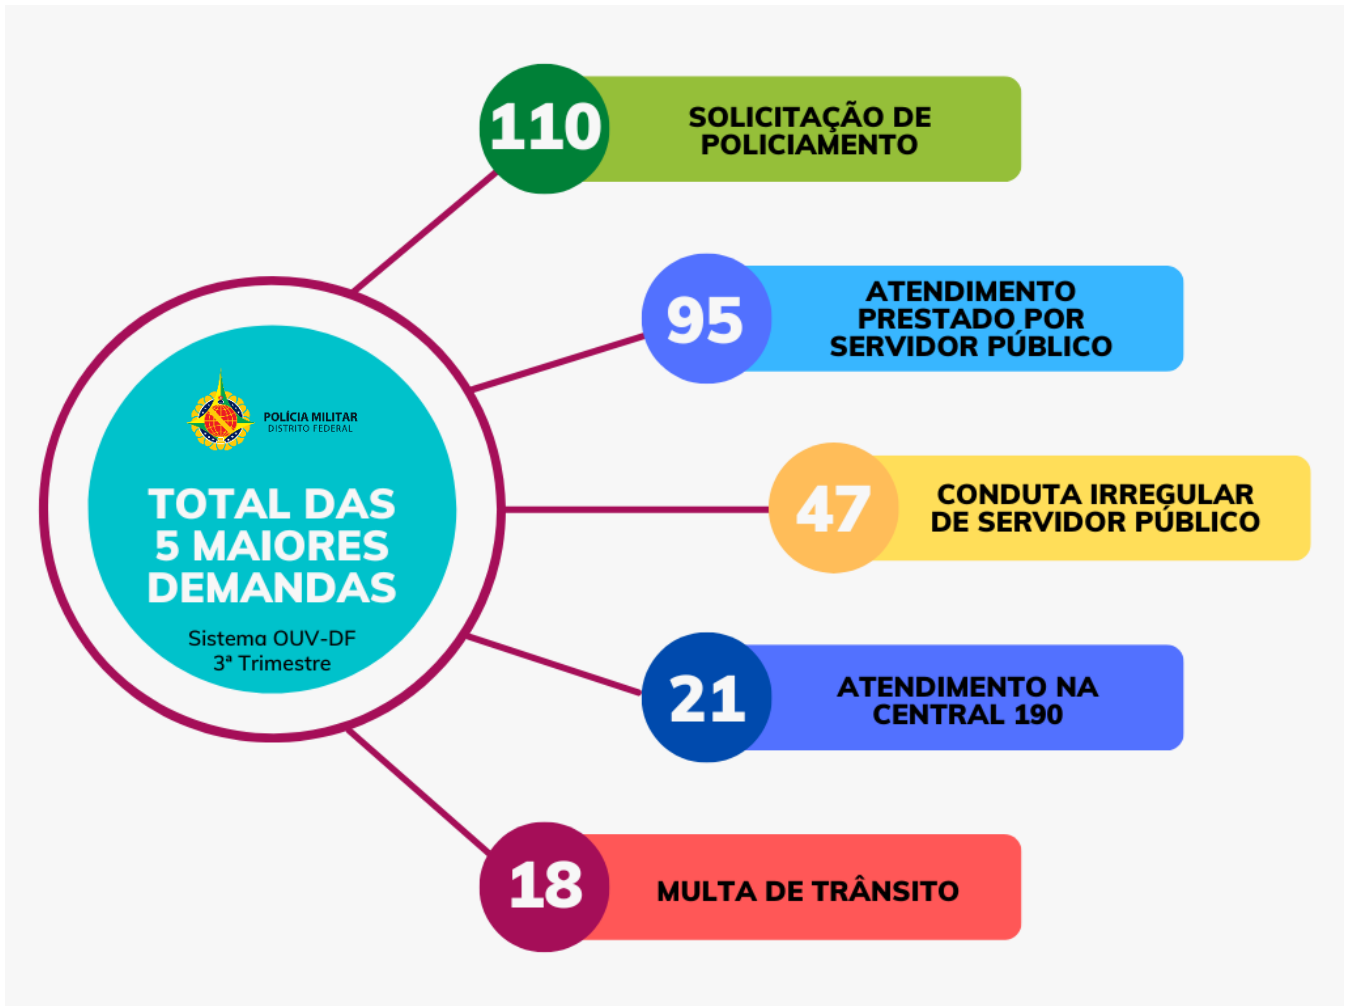 110
SOLICITAÇÃO DE
POLICIAMENTO
95
ATENDIMENTO
PRESTADO POR
SERVIDOR PÚBLICO
POLÍCIA MILITAR
DISTRITO FEDERAL
TOTAL DAS
5 MAIORES
DEMANDAS
Sistema OUV-DF
3ª Trimestre
47
CONDUTA IRREGULAR
DE SERVIDOR PÚBLICO
21
ATENDIMENTO NA
CENTRAL 190
18
MULTA DE TRÂNSITO